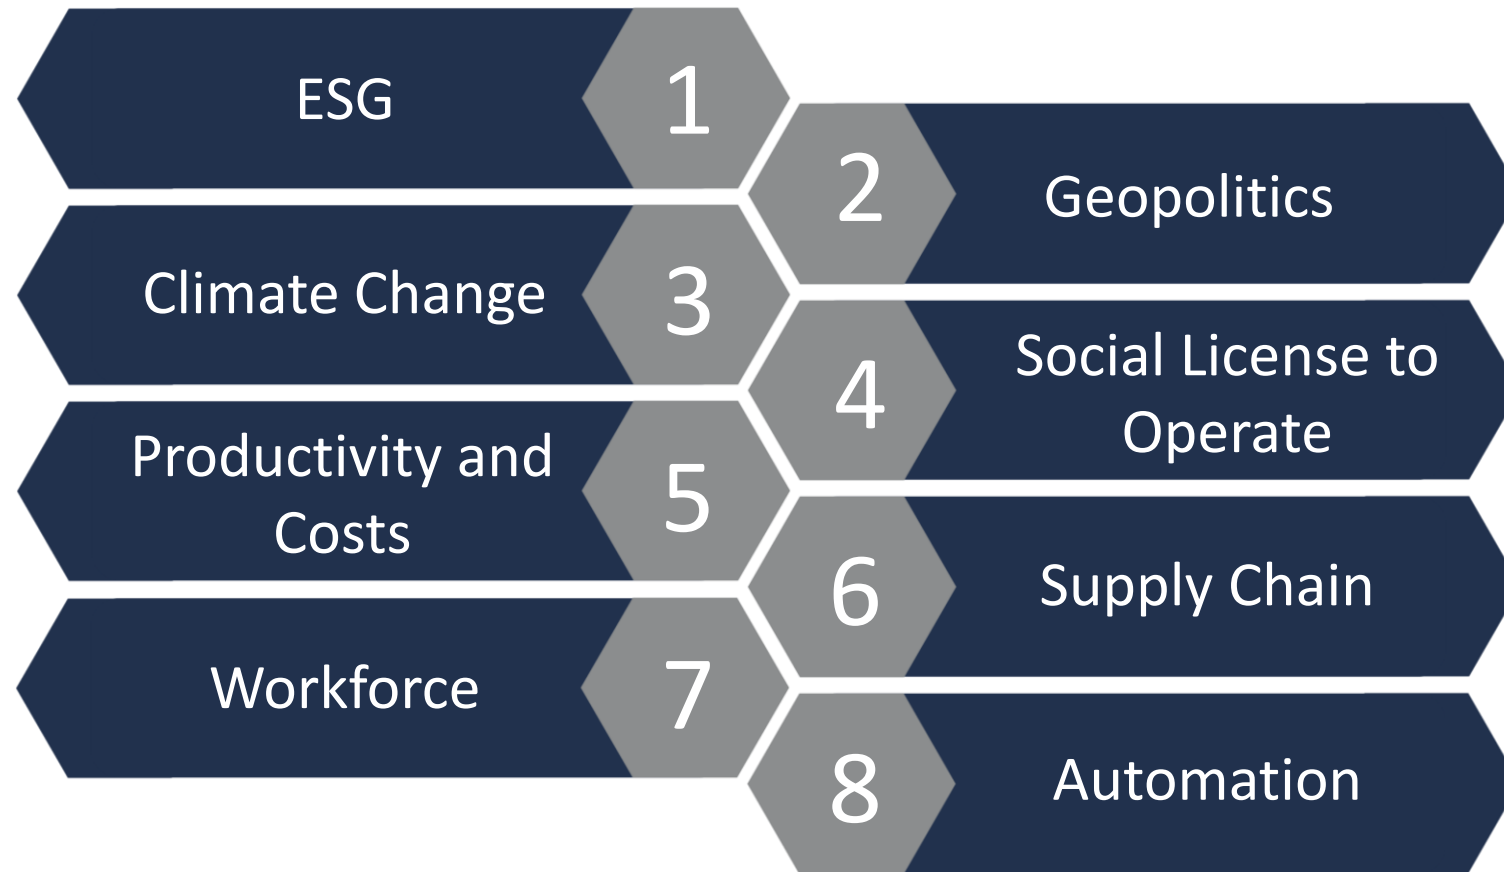 ESG
1
2
Geopolitics
Climate Change
3
4
Social License to
Operate
Productivity and
Costs
5
6
Supply Chain
Workforce
7
8
Automation